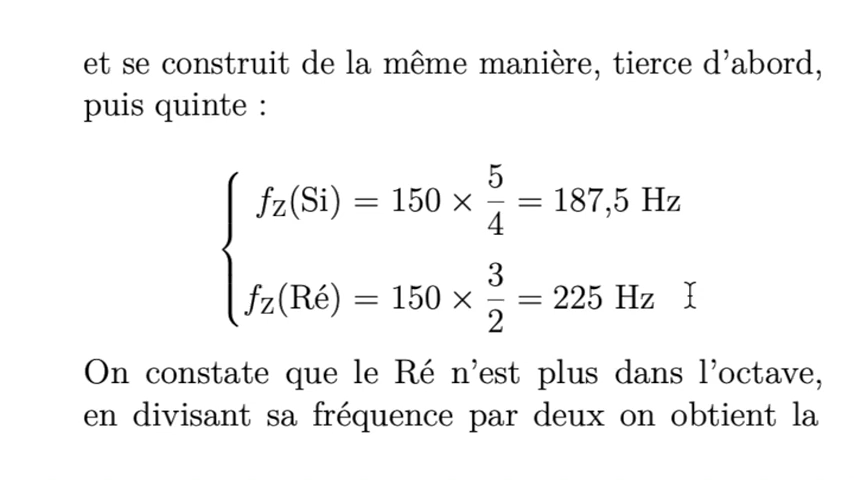 et se construit de la même manière, tierce d'abord,
puis quinte :
f_Z(Si) = 150 × 5/4 = 187,5 Hz
f_Z(Ré) = 150 × 3/2 = 225 Hz
On constate que le Ré n'est plus dans l'octave,
en divisant sa fréquence par deux on obtient la